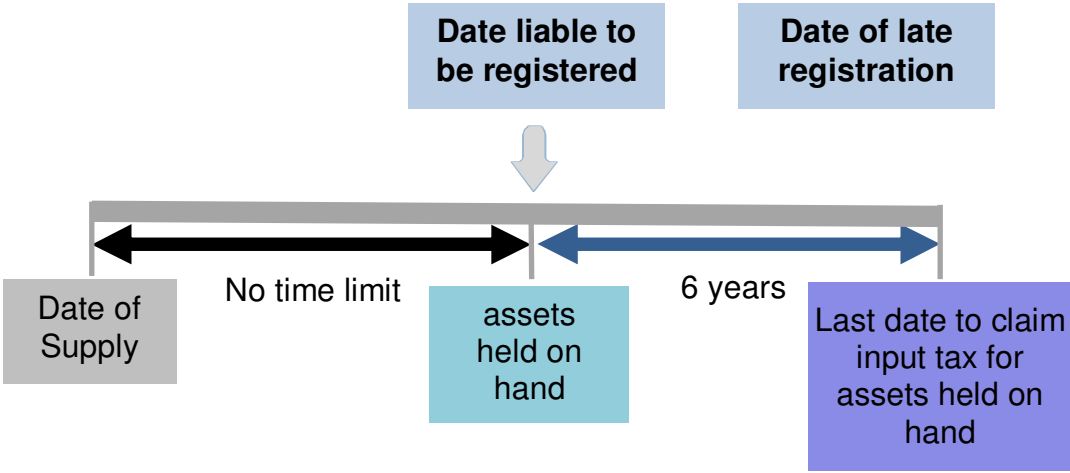 Date liable to
be registered
Date of late
registration
No time limit
6 years
Date of
Supply
assets
held on
hand
Last date to claim
input tax for
assets held on
hand